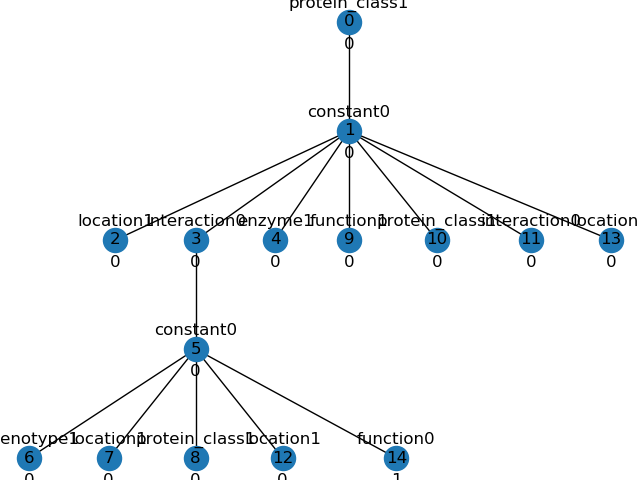 protein_class1
0
0
constant0
1
0
location1 interaction0 enzyme1 function1 protein_class1 interaction0 location
2 3 4 9 10 11 13
0 0 0 0 0 0 0
constant0
5
0
enotype1 location1 protein_class1 location1 function0
6 7 8 12 14
0 0 0 0 1